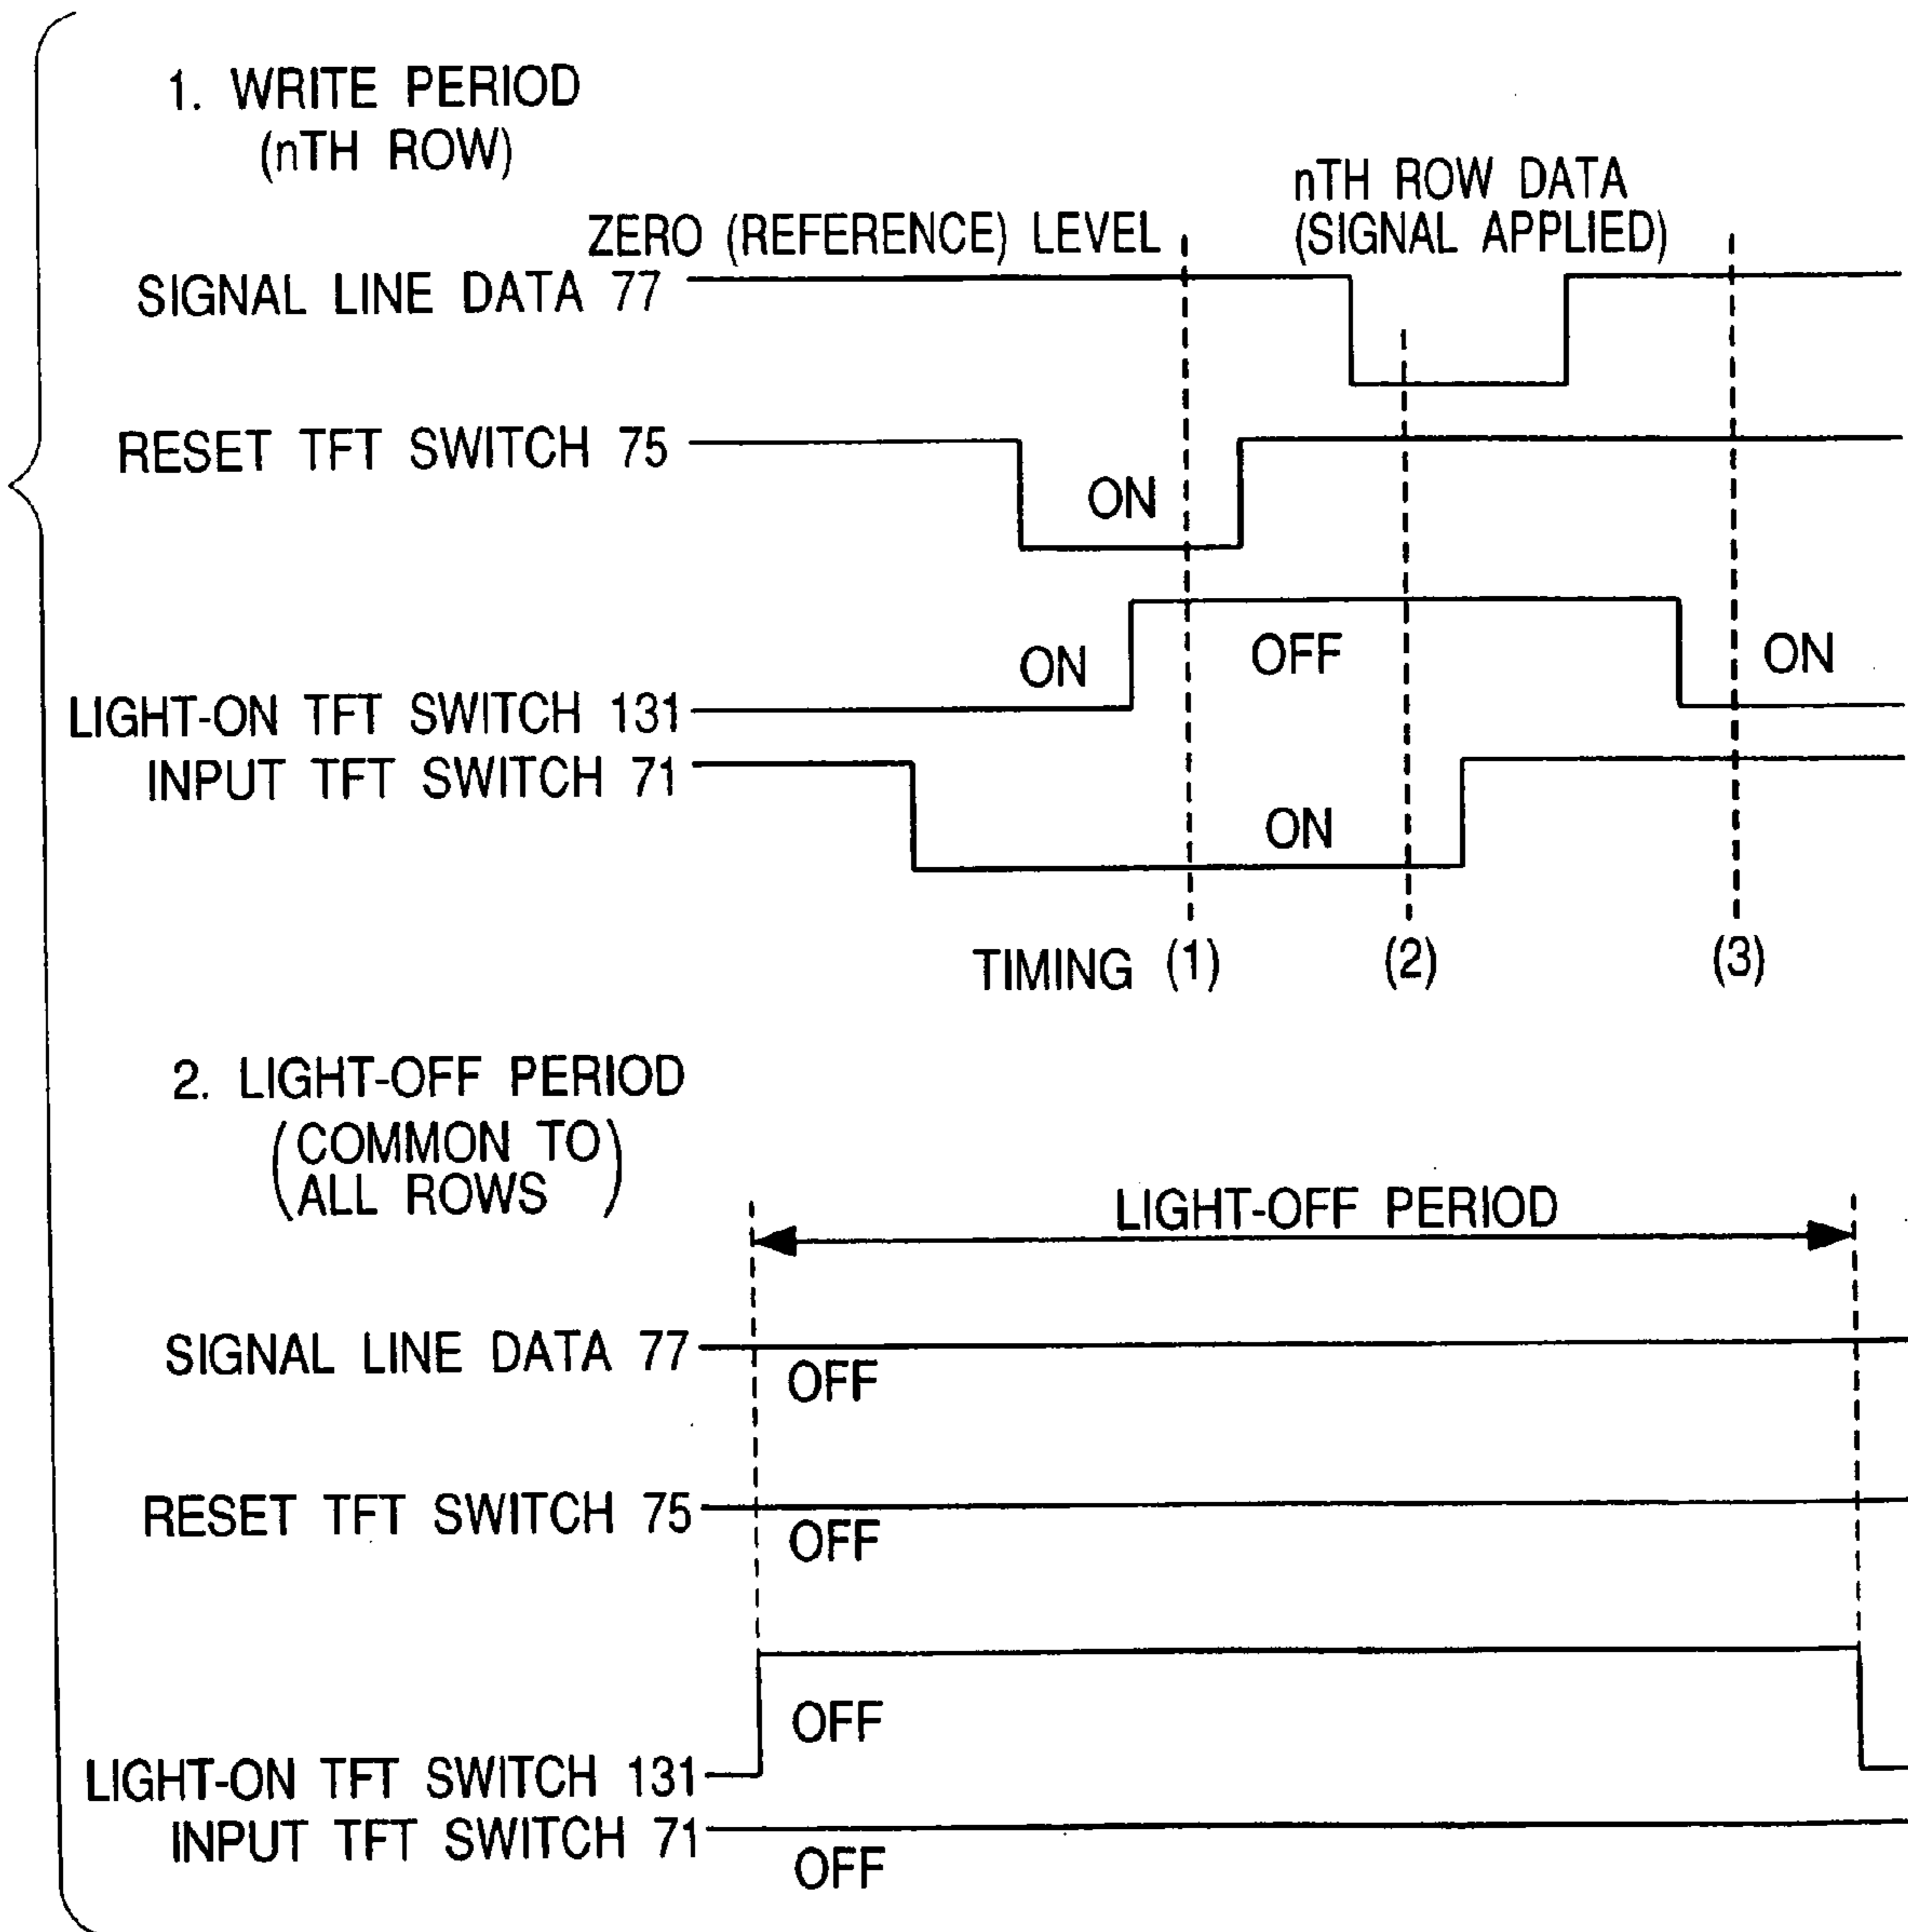 1. WRITE PERIOD
(nTH ROW)
nTH ROW DATA
(SIGNAL APPLIED)
ZERO (REFERENCE) LEVEL
SIGNAL LINE DATA 77
RESET TFT SWITCH 75
ON
ON
OFF
ON
LIGHT-ON TFT SWITCH 131
INPUT TFT SWITCH 71
ON
TIMING (1) (2) (3)
2. LIGHT-OFF PERIOD
(COMMON TO
ALL ROWS)
LIGHT-OFF PERIOD
SIGNAL LINE DATA 77
OFF
RESET TFT SWITCH 75
OFF
OFF
LIGHT-ON TFT SWITCH 131
INPUT TFT SWITCH 71
OFF